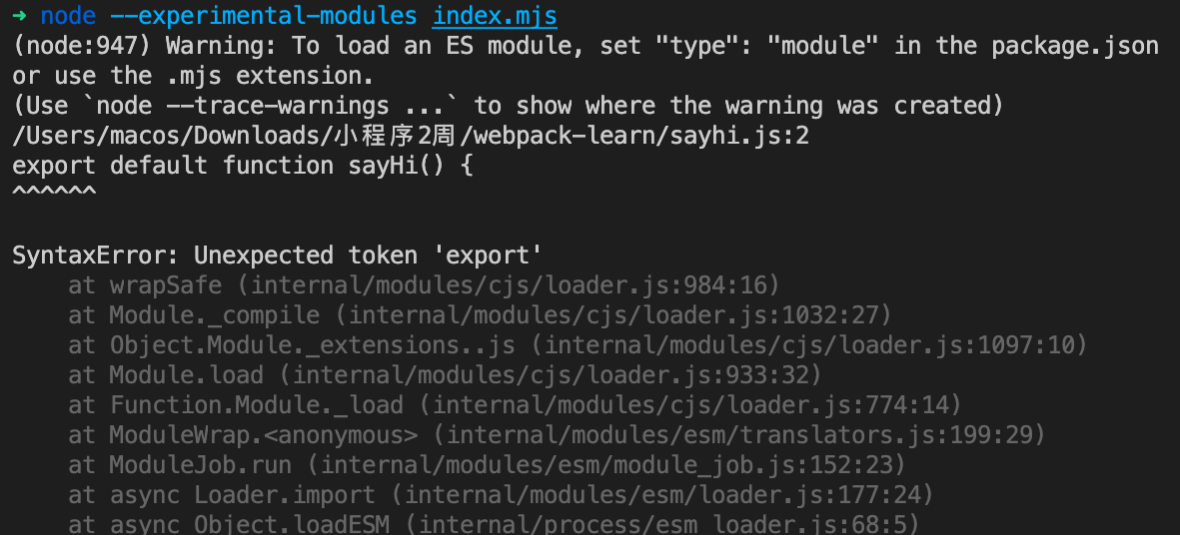 → node --experimental-modules index.mjs
(node:947) Warning: To load an ES module, set "type": "module" in the package.json
or use the .mjs extension.
(Use `node --trace-warnings ...` to show where the warning was created)
/Users/macos/Downloads/小程序2周/webpack-learn/sayhi.js:2
export default function sayHi() {
^^^^^^
SyntaxError: Unexpected token 'export'
at wrapSafe (internal/modules/cjs/loader.js:984:16)
at Module._compile (internal/modules/cjs/loader.js:1032:27)
at Object.Module._extensions..js (internal/modules/cjs/loader.js:1097:10)
at Module.load (internal/modules/cjs/loader.js:933:32)
at Function.Module._load (internal/modules/cjs/loader.js:774:14)
at ModuleWrap.<anonymous> (internal/modules/esm/translators.js:199:29)
at ModuleJob.run (internal/modules/esm/module_job.js:152:23)
at async Loader.import (internal/modules/esm/loader.js:177:24)
at async Object.loadESM (internal/process/esm_loader.js:68:5)